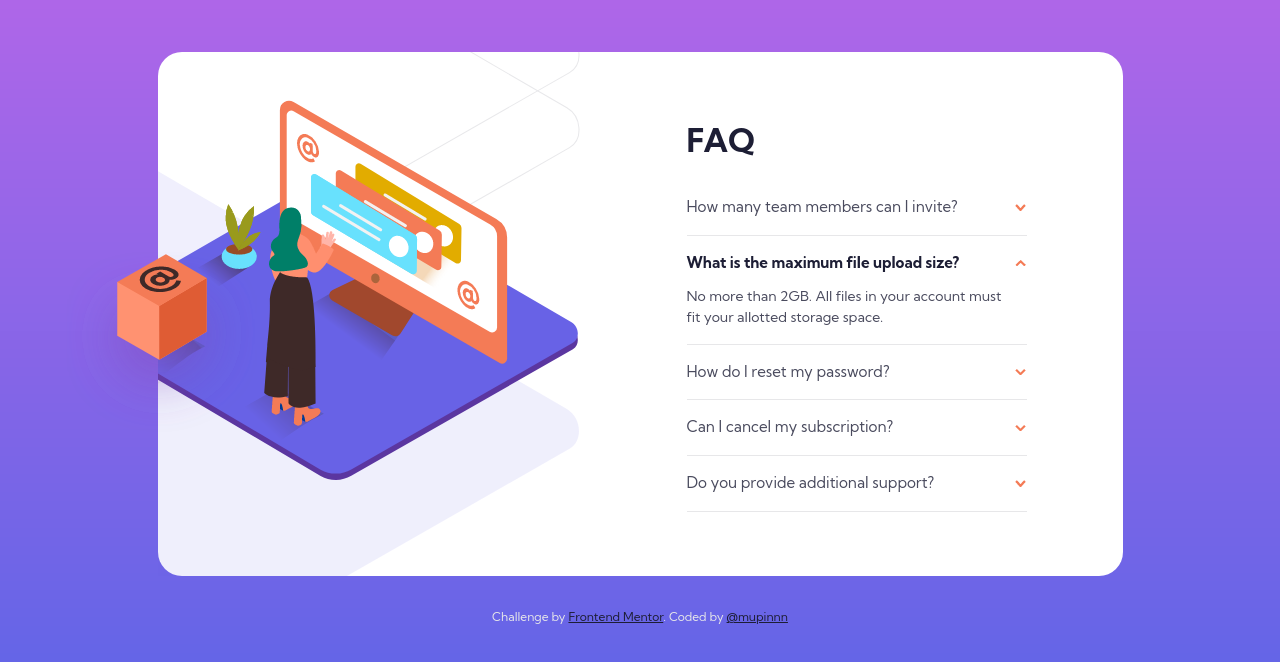 @
@
@
FAQ
How many team members can I invite?
What is the maximum file upload size?
No more than 2GB. All files in your account must
fit your allotted storage space.
How do I reset my password?
Can I cancel my subscription?
Do you provide additional support?
Challenge by Frontend Mentor. Coded by @mupinnn